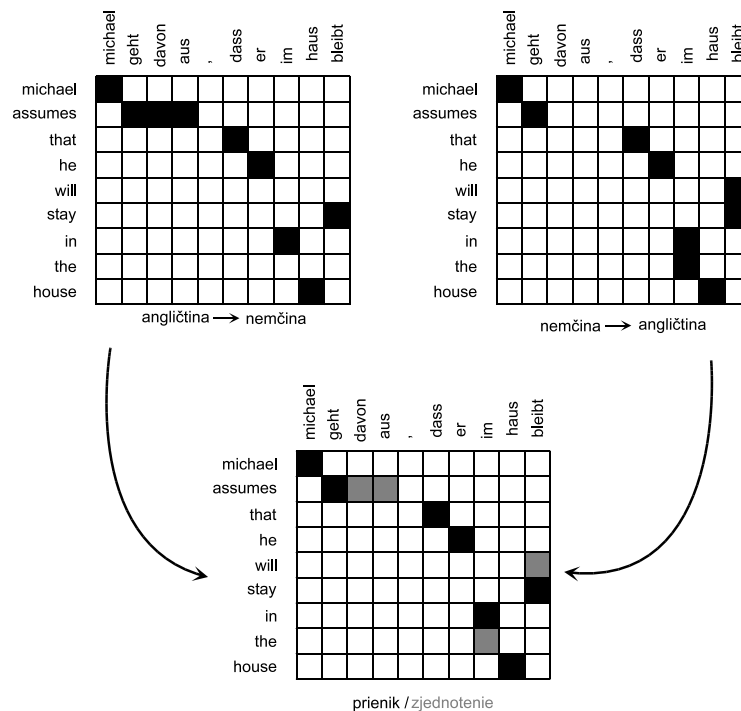 michael geht davon aus , dass er im haus bleibt
michael
assumes
that
he
will
stay
in
the
house
angličtina → nemčina
michael geht davon aus , dass er im haus bleibt
michael
assumes
that
he
will
stay
in
the
house
nemčina → angličtina
michael geht davon aus , dass er im haus bleibt
michael
assumes
that
he
will
stay
in
the
house
prienik / zjednotenie